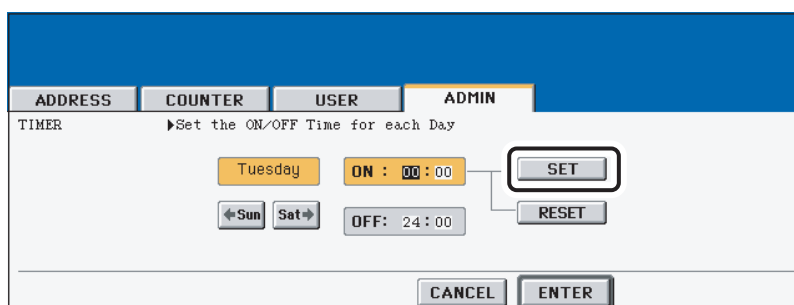 ADDRESS COUNTER USER ADMIN
TIMER ▶Set the ON/OFF Time for each Day
Tuesday ON : 00:00 SET
←Sun Sat→ OFF: 24:00 RESET
CANCEL ENTER